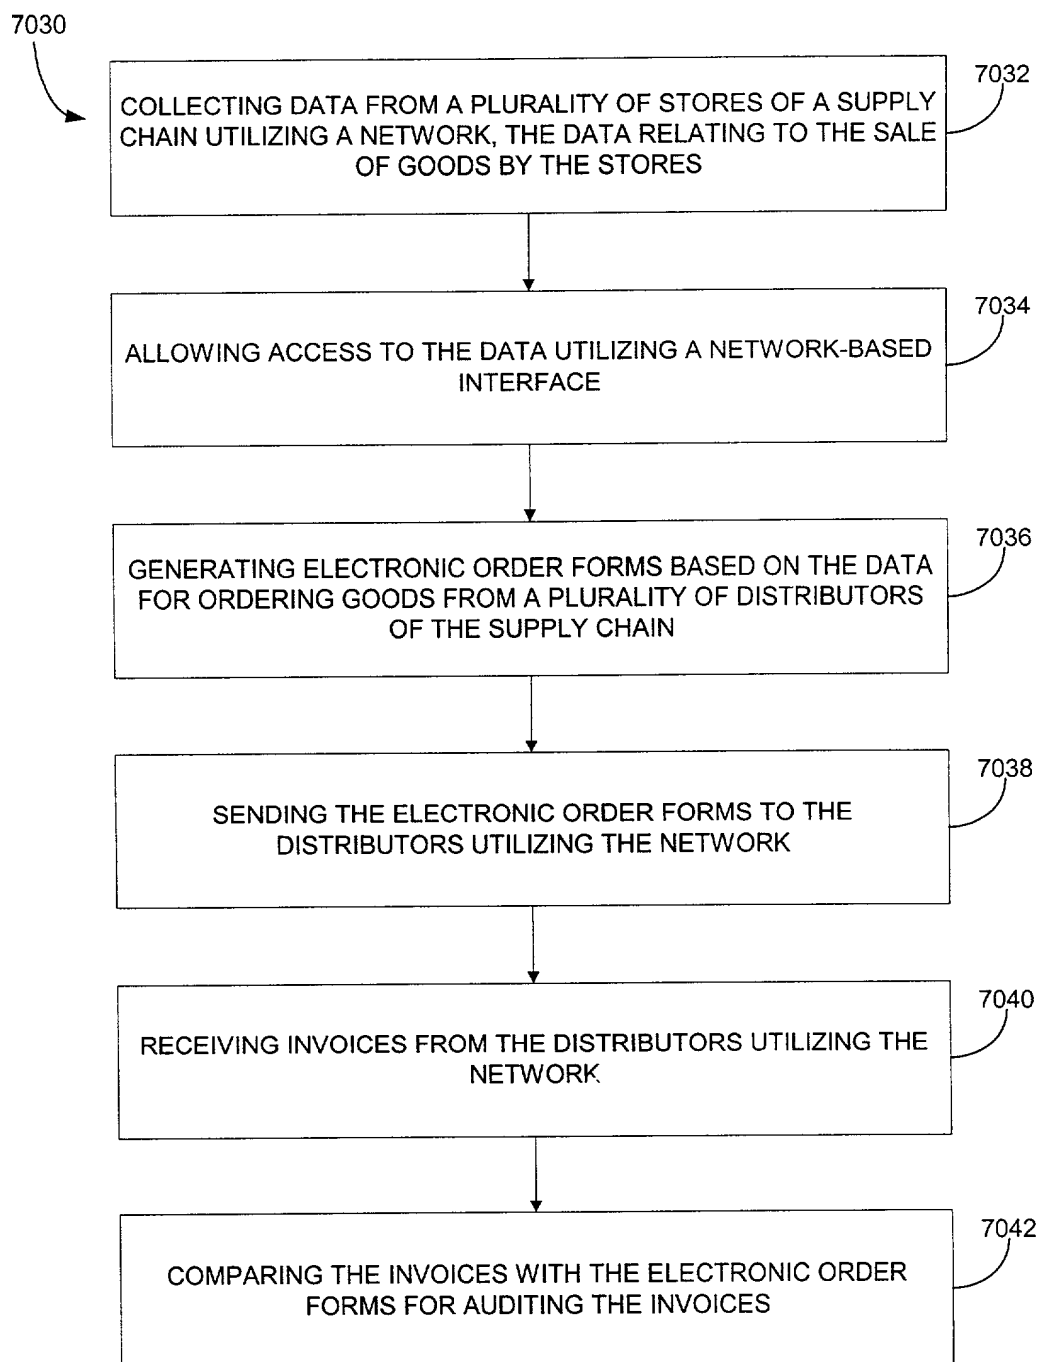 7030
7032
COLLECTING DATA FROM A PLURALITY OF STORES OF A SUPPLY
CHAIN UTILIZING A NETWORK, THE DATA RELATING TO THE SALE
OF GOODS BY THE STORES
7034
ALLOWING ACCESS TO THE DATA UTILIZING A NETWORK-BASED
INTERFACE
7036
GENERATING ELECTRONIC ORDER FORMS BASED ON THE DATA
FOR ORDERING GOODS FROM A PLURALITY OF DISTRIBUTORS
OF THE SUPPLY CHAIN
7038
SENDING THE ELECTRONIC ORDER FORMS TO THE
DISTRIBUTORS UTILIZING THE NETWORK
7040
RECEIVING INVOICES FROM THE DISTRIBUTORS UTILIZING THE
NETWORK
7042
COMPARING THE INVOICES WITH THE ELECTRONIC ORDER
FORMS FOR AUDITING THE INVOICES